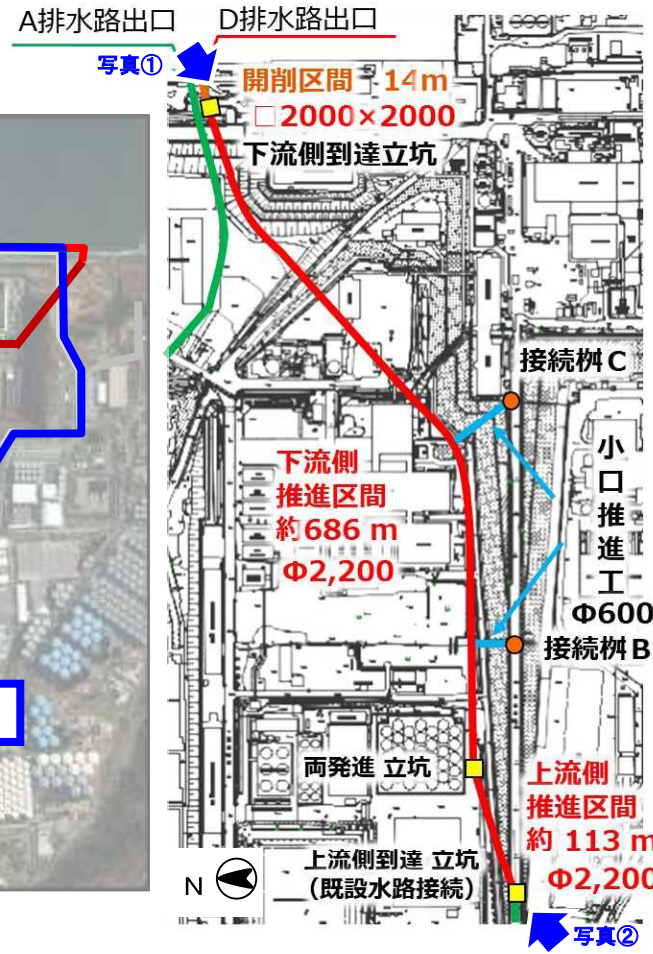 A排水路出口
D排水路出口
写真①
開削区間 14m
□2000×2000
下流側到達立坑
接続桝C
下流側
推進区間
約686 m
Φ2,200
小口推進工
Φ600
接続桝B
両発進 立坑
上流側
推進区間
約 113 m
Φ2,200
上流側到達 立坑
(既設水路接続)
N
写真②